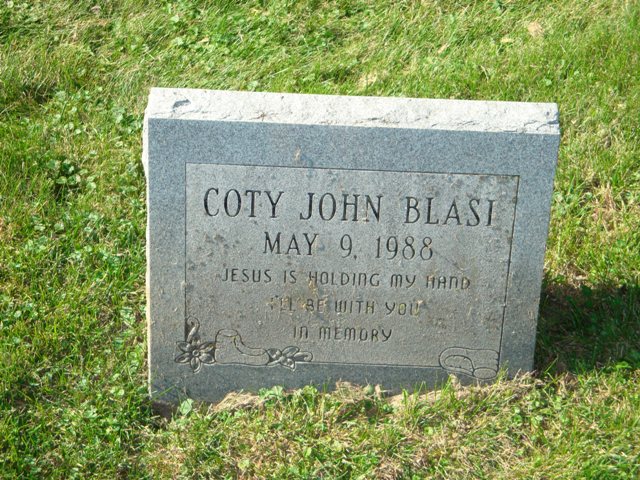 COTY JOHN BLASI
MAY 9, 1988
JESUS IS HOLDING MY HAND
I'LL BE WITH YOU
IN MEMORY